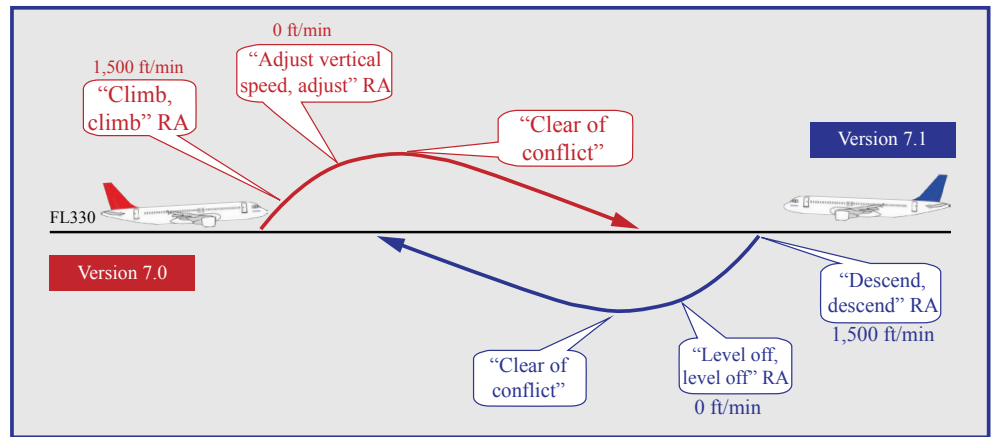 0 ft/min
“Adjust vertical
speed, adjust” RA
1,500 ft/min
“Climb,
climb” RA
“Clear of
conflict”
Version 7.1
FL330
Version 7.0
“Descend,
descend” RA
1,500 ft/min
“Level off,
level off” RA
0 ft/min
“Clear of
conflict”